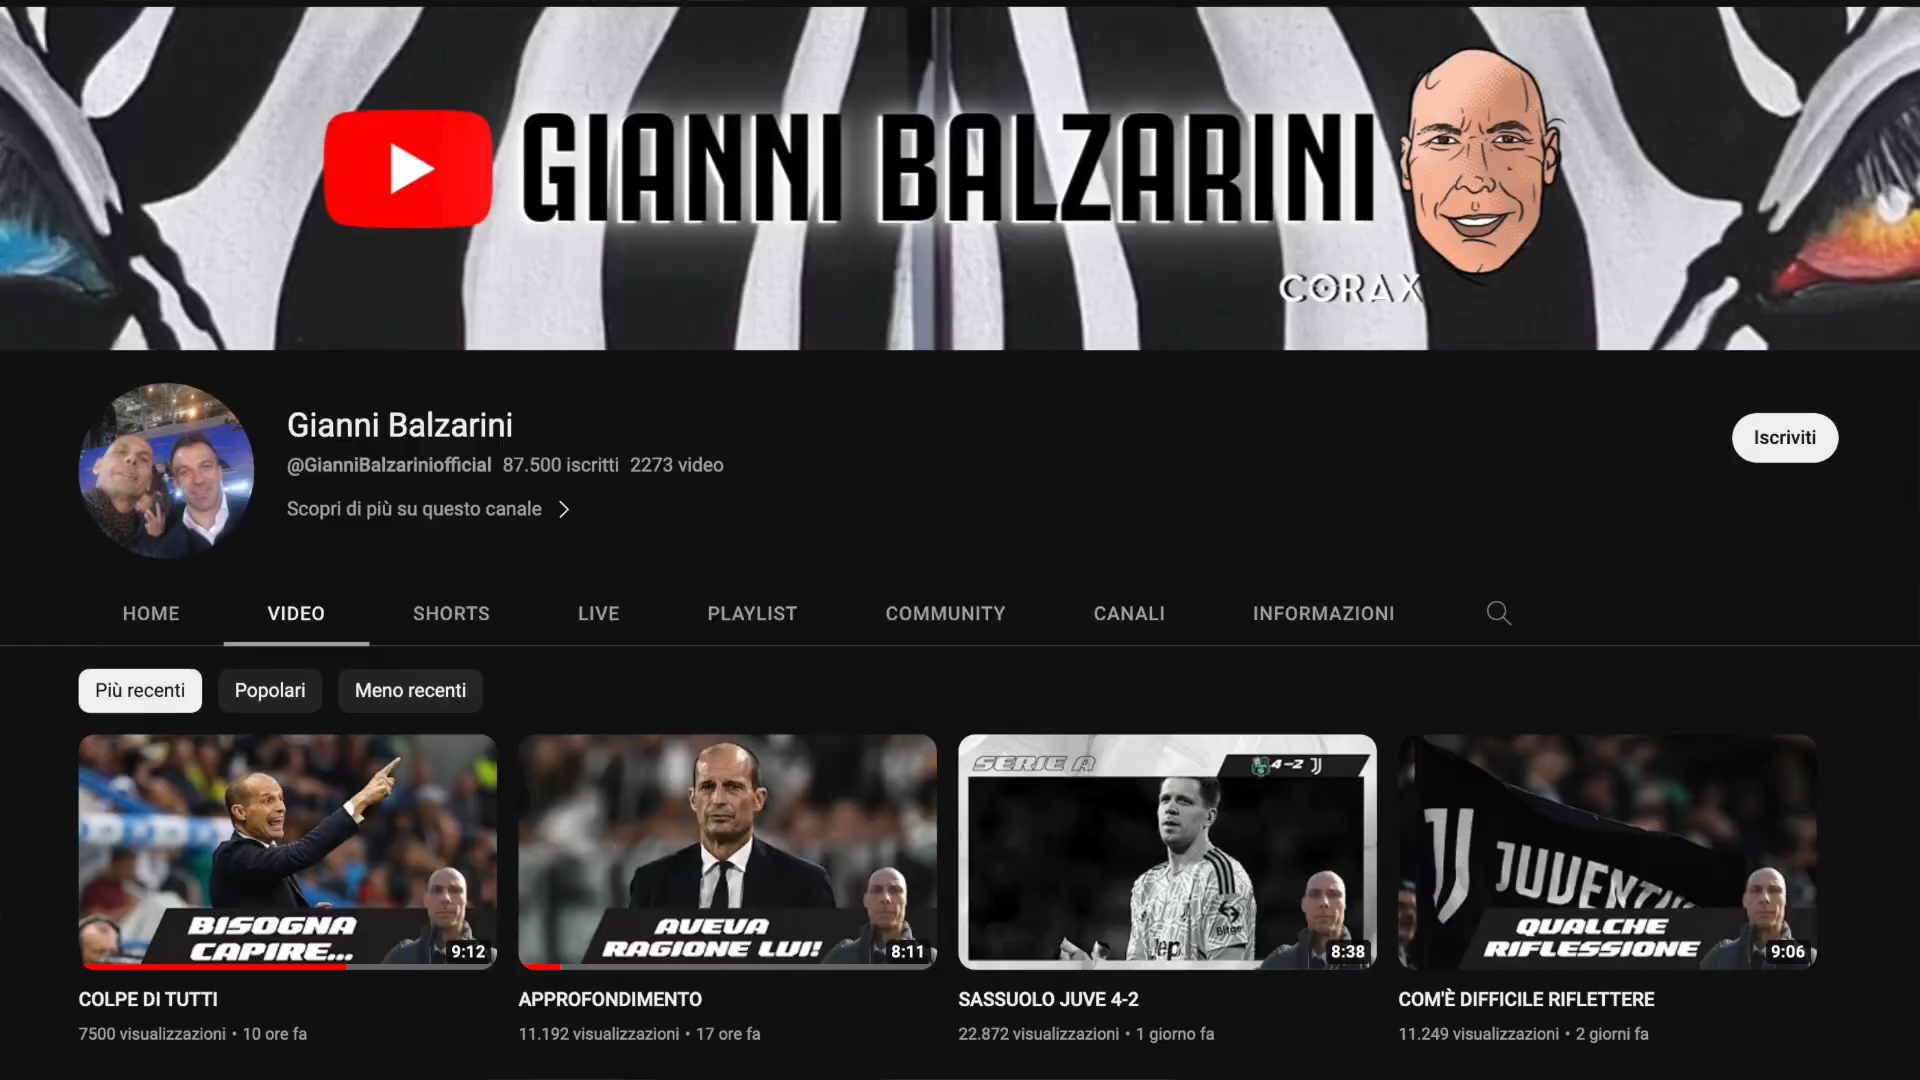 GIANNI BALZARINI
CORAX
Gianni Balzarini
@GianniBalzariniofficial 87.500 iscritti 2273 video
Scopri di più su questo canale
Iscriviti
HOME VIDEO SHORTS LIVE PLAYLIST COMMUNITY CANALI INFORMAZIONI
Più recenti Popolari Meno recenti
BISOGNA
CAPIRE...
9:12
AVEVA
RAGIONE LUI!
8:11
SERIE A
4-2
Jeep
Bitget
8:38
JUVENTUS
QUALCHE
RIFLESSIONE
9:06
COLPE DI TUTTI
7500 visualizzazioni • 10 ore fa
APPROFONDIMENTO
11.192 visualizzazioni • 17 ore fa
SASSUOLO JUVE 4-2
22.872 visualizzazioni • 1 giorno fa
COM'È DIFFICILE RIFLETTERE
11.249 visualizzazioni • 2 giorni fa